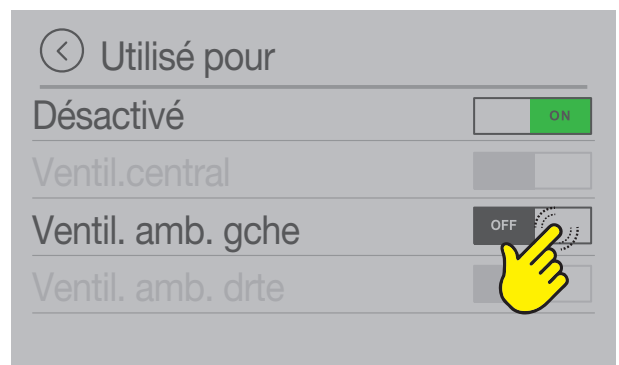 Utilisé pour
Désactivé ON
Ventil.central
Ventil. amb. gche OFF
Ventil. amb. drte